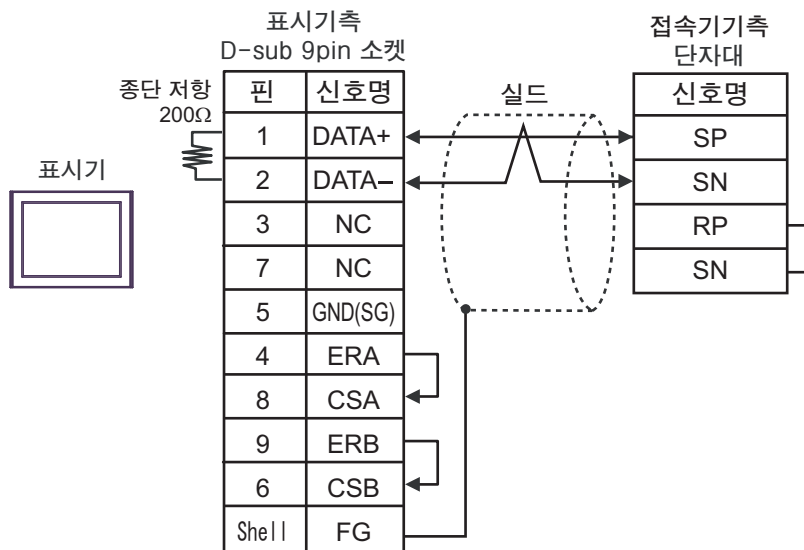 표시기측
D-sub 9pin 소켓
접속기기측
단자대
종단 저항
200Ω
표시기
실드
핀 신호명
1 DATA+
2 DATA−
3 NC
7 NC
5 GND(SG)
4 ERA
8 CSA
9 ERB
6 CSB
Shell FG
신호명
SP
SN
RP
SN